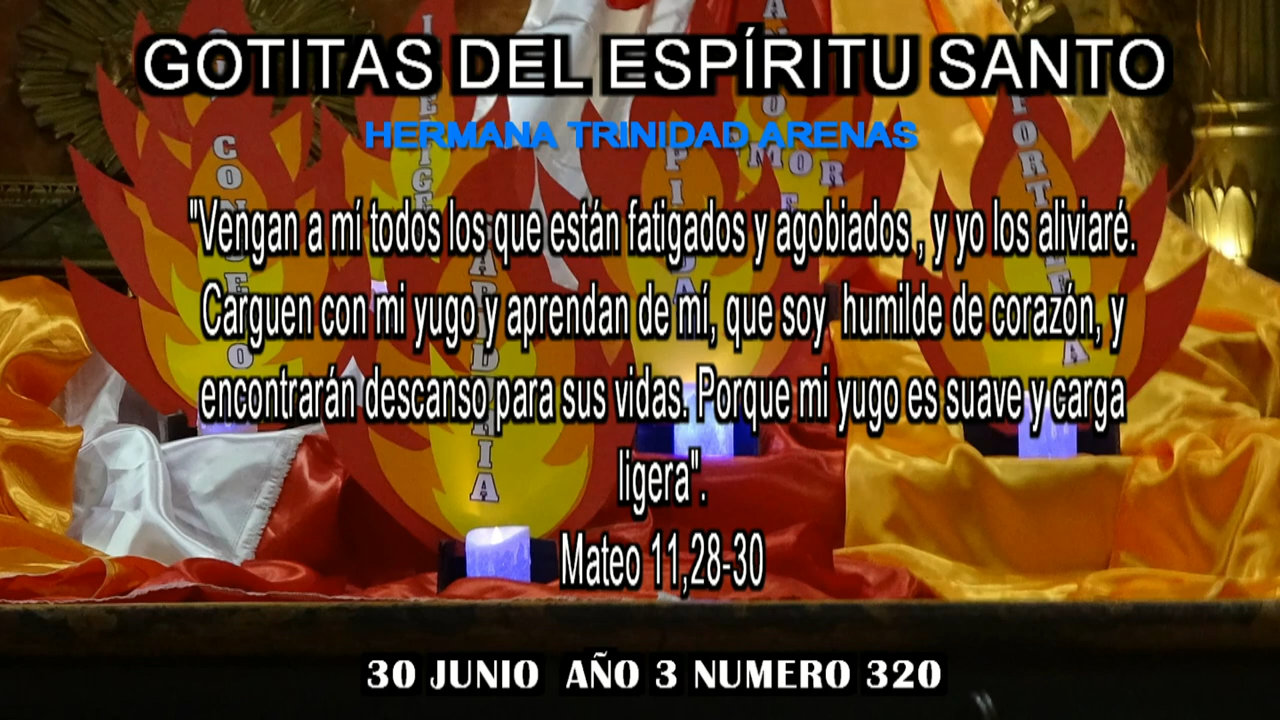 GOTITAS DEL ESPÍRITU SANTO
HERMANA TRINIDAD ARENAS
"Vengan a mí todos los que están fatigados y agobiados , y yo los aliviaré.
Carguen con mi yugo y aprendan de mí, que soy  humilde de corazón, y
encontrarán descanso para sus vidas. Porque mi yugo es suave y carga
ligera".
Mateo 11,28-30
30 JUNIO  AÑO 3 NUMERO 320